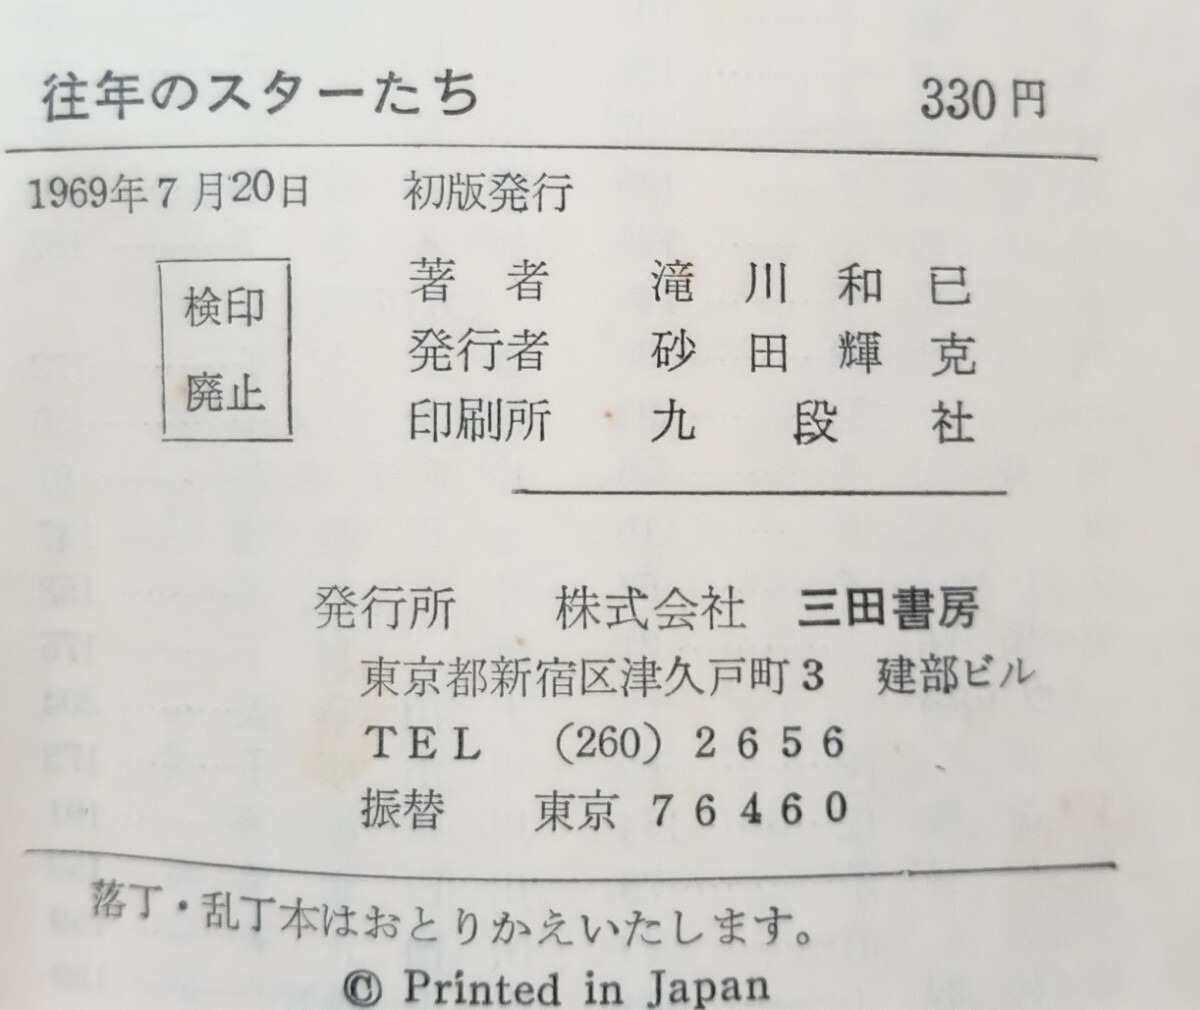 往年のスターたち 330円
1969年7月20日 初版発行
検印
廃止
著者 滝川和巳
発行者 砂田輝克
印刷所 九段社
発行所 株式会社 三田書房
東京都新宿区津久戸町3 建部ビル
TEL (260) 2656
振替 東京 76460
落丁・乱丁本はおとりかえいたします。
© Printed in Japan